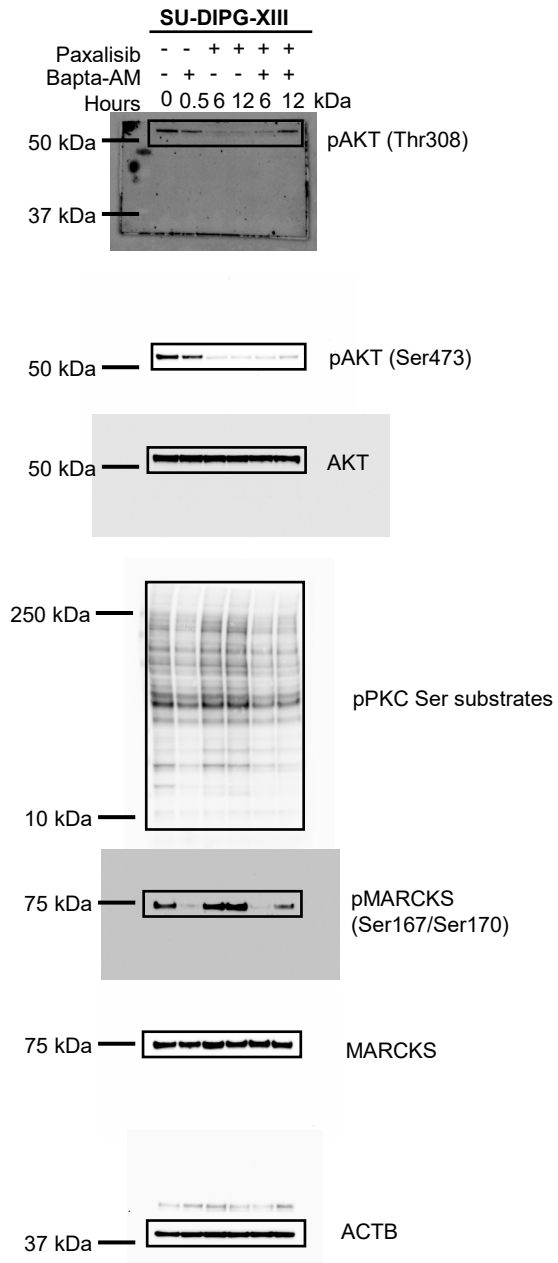 SU-DIPG-XIII
Paxalisib - - + + + +
Bapta-AM - + - - + +
Hours 0 0.5 6 12 6 12 kDa
50 kDa pAKT (Thr308)
37 kDa
50 kDa pAKT (Ser473)
50 kDa AKT
250 kDa
pPKC Ser substrates
10 kDa
75 kDa pMARCKS
(Ser167/Ser170)
75 kDa MARCKS
ACTB
37 kDa